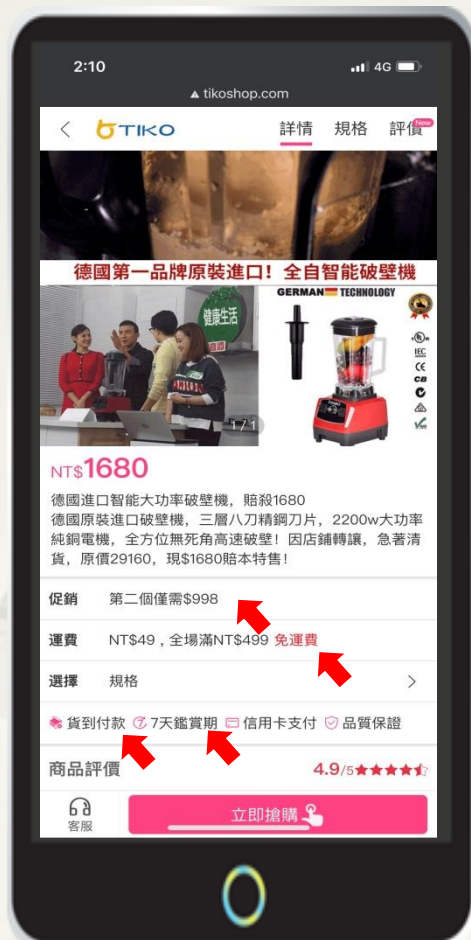 2:10
4G
▲ tikoshop.com
TIKO
詳情 規格 評價 New
德國第一品牌原裝進口！全自智能破壁機
健康生活
GERMAN TECHNOLOGY
IEC
CE
CB
1/1
NT$1680
德國進口智能大功率破壁機，賠殺1680
德國原裝進口破壁機，三層八刀精鋼刀片，2200w大功率
純銅電機，全方位無死角高速破壁！因店鋪轉讓，急著清
貨，原價29160，現$1680賠本特售！
促銷 第二個僅需$998
運費 NT$49，全場滿NT$499 免運費
選擇 規格
貨到付款 7天鑑賞期 信用卡支付 品質保證
商品評價 4.9/5
客服
立即搶購